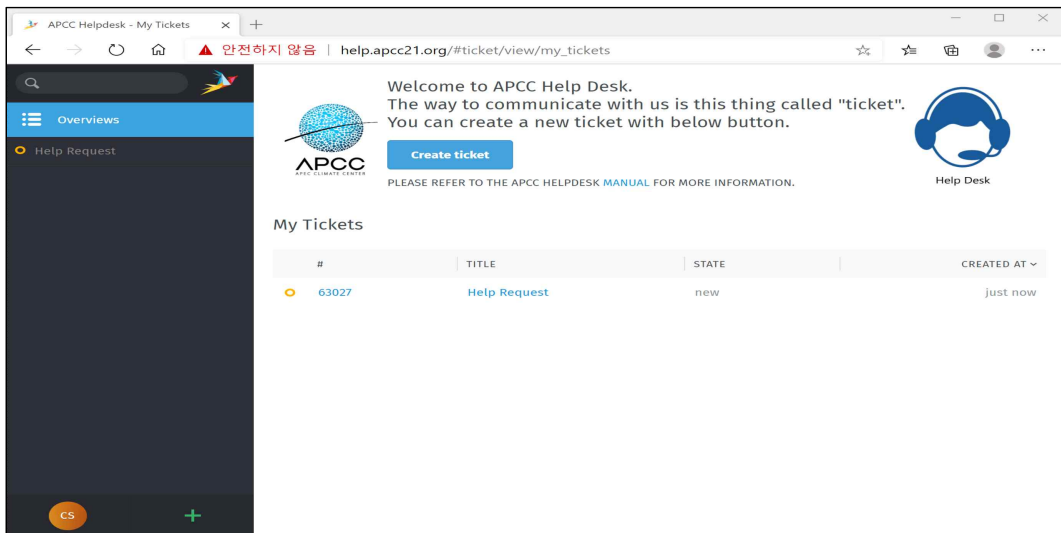 APCC Helpdesk - My Tickets
안전하지 않음 | help.apcc21.org/#ticket/view/my_tickets
Overviews
Help Request
CS
APCC
APEC CLIMATE CENTER
Welcome to APCC Help Desk.
The way to communicate with us is this thing called "ticket".
You can create a new ticket with below button.
Create ticket
PLEASE REFER TO THE APCC HELPDESK MANUAL FOR MORE INFORMATION.
Help Desk
My Tickets
# TITLE STATE CREATED AT
63027 Help Request new just now